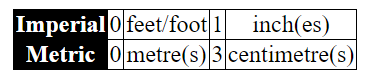 Imperial 0 feet/foot 1 inch(es)
Metric 0 metre(s) 3 centimetre(s)